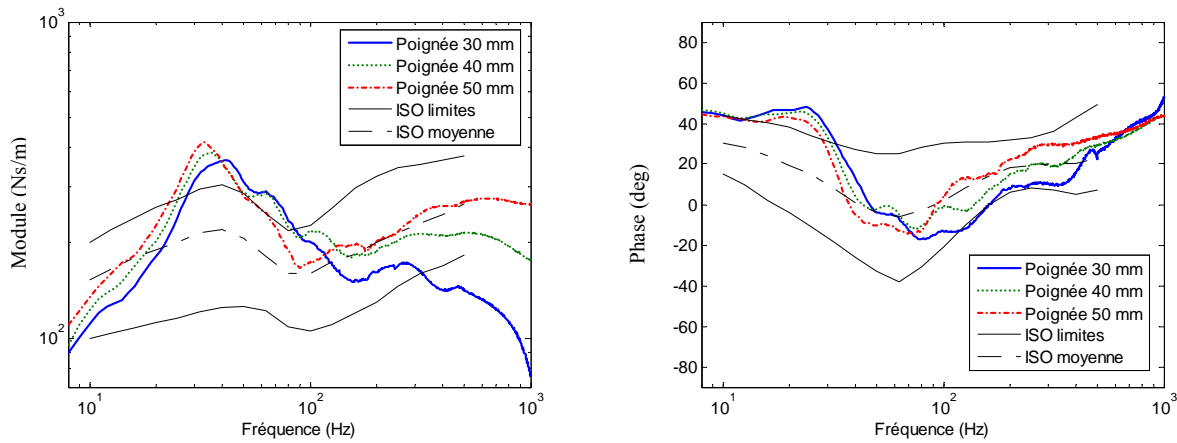 10³
10²
Module (Ns/m)
10¹
10²
10³
Fréquence (Hz)
Poignée 30 mm
Poignée 40 mm
Poignée 50 mm
ISO limites
ISO moyenne
80
60
40
20
0
-20
-40
-60
-80
Phase (deg)
10¹
10²
10³
Fréquence (Hz)
Poignée 30 mm
Poignée 40 mm
Poignée 50 mm
ISO limites
ISO moyenne